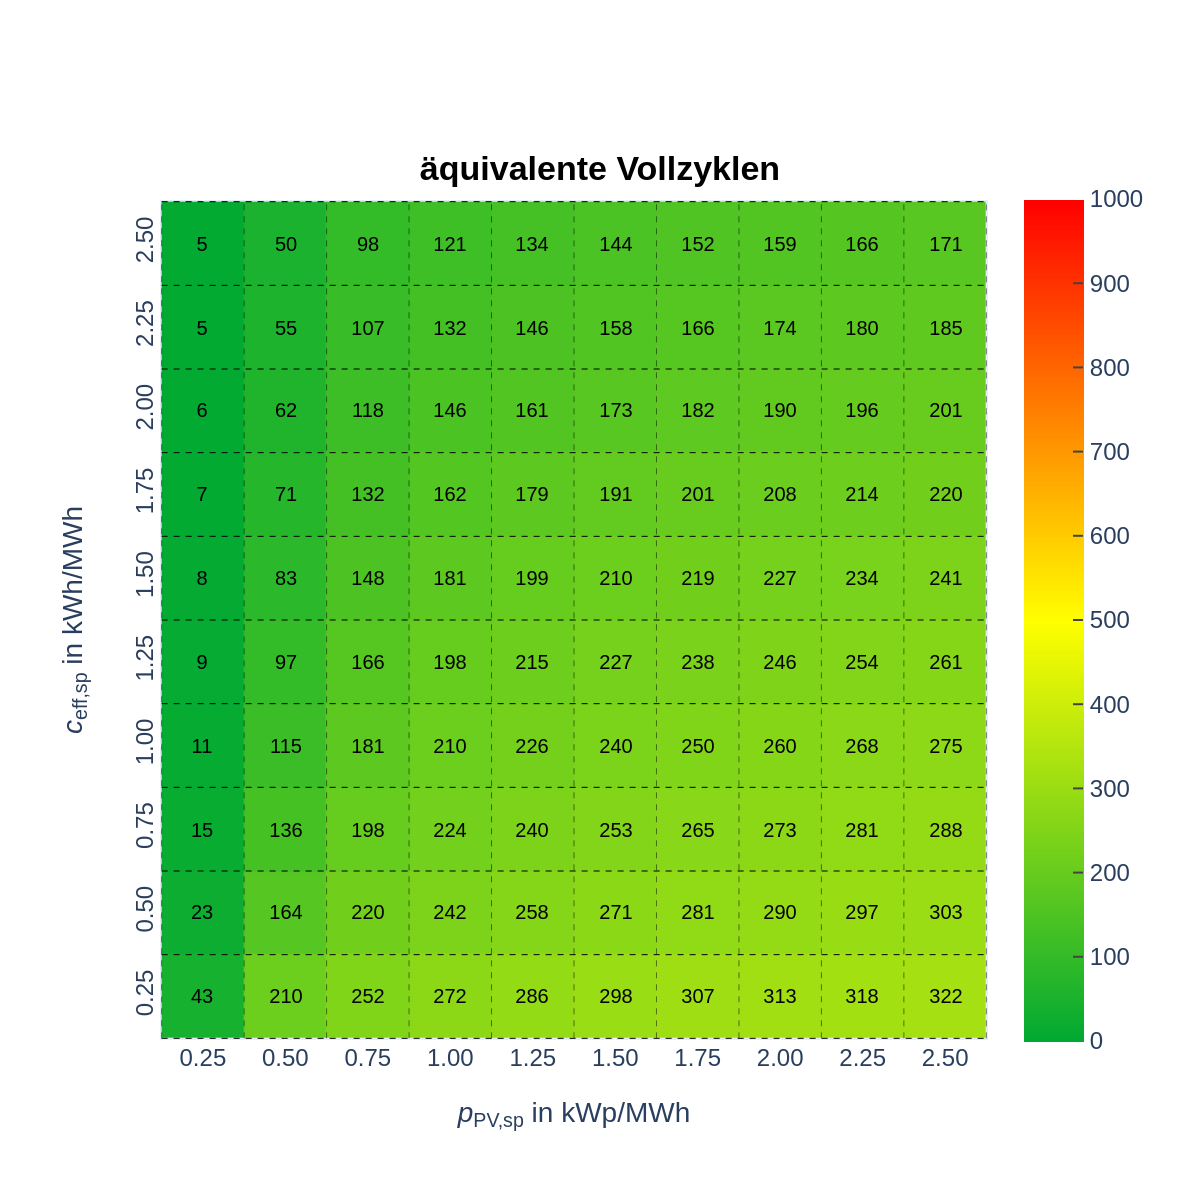 äquivalente Vollzyklen
2.50 5 50 98 121 134 144 152 159 166 171
2.25 5 55 107 132 146 158 166 174 180 185
2.00 6 62 118 146 161 173 182 190 196 201
1.75 7 71 132 162 179 191 201 208 214 220
1.50 8 83 148 181 199 210 219 227 234 241
1.25 9 97 166 198 215 227 238 246 254 261
1.00 11 115 181 210 226 240 250 260 268 275
0.75 15 136 198 224 240 253 265 273 281 288
0.50 23 164 220 242 258 271 281 290 297 303
0.25 43 210 252 272 286 298 307 313 318 322
0.25 0.50 0.75 1.00 1.25 1.50 1.75 2.00 2.25 2.50
pPV,sp in kWp/MWh
ceff,sp in kWh/MWh
1000
900
800
700
600
500
400
300
200
100
0